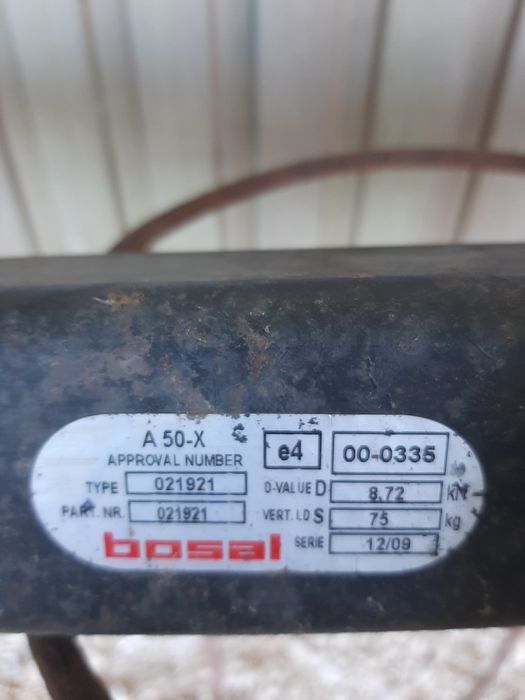 A 50-X
APPROVAL NUMBER
e4
00-0335
TYPE 021921
D-VALUE D 8,72 KN
PART. NR. 021921
VERT. LD S 75 kg
bosal
SERIE 12/09